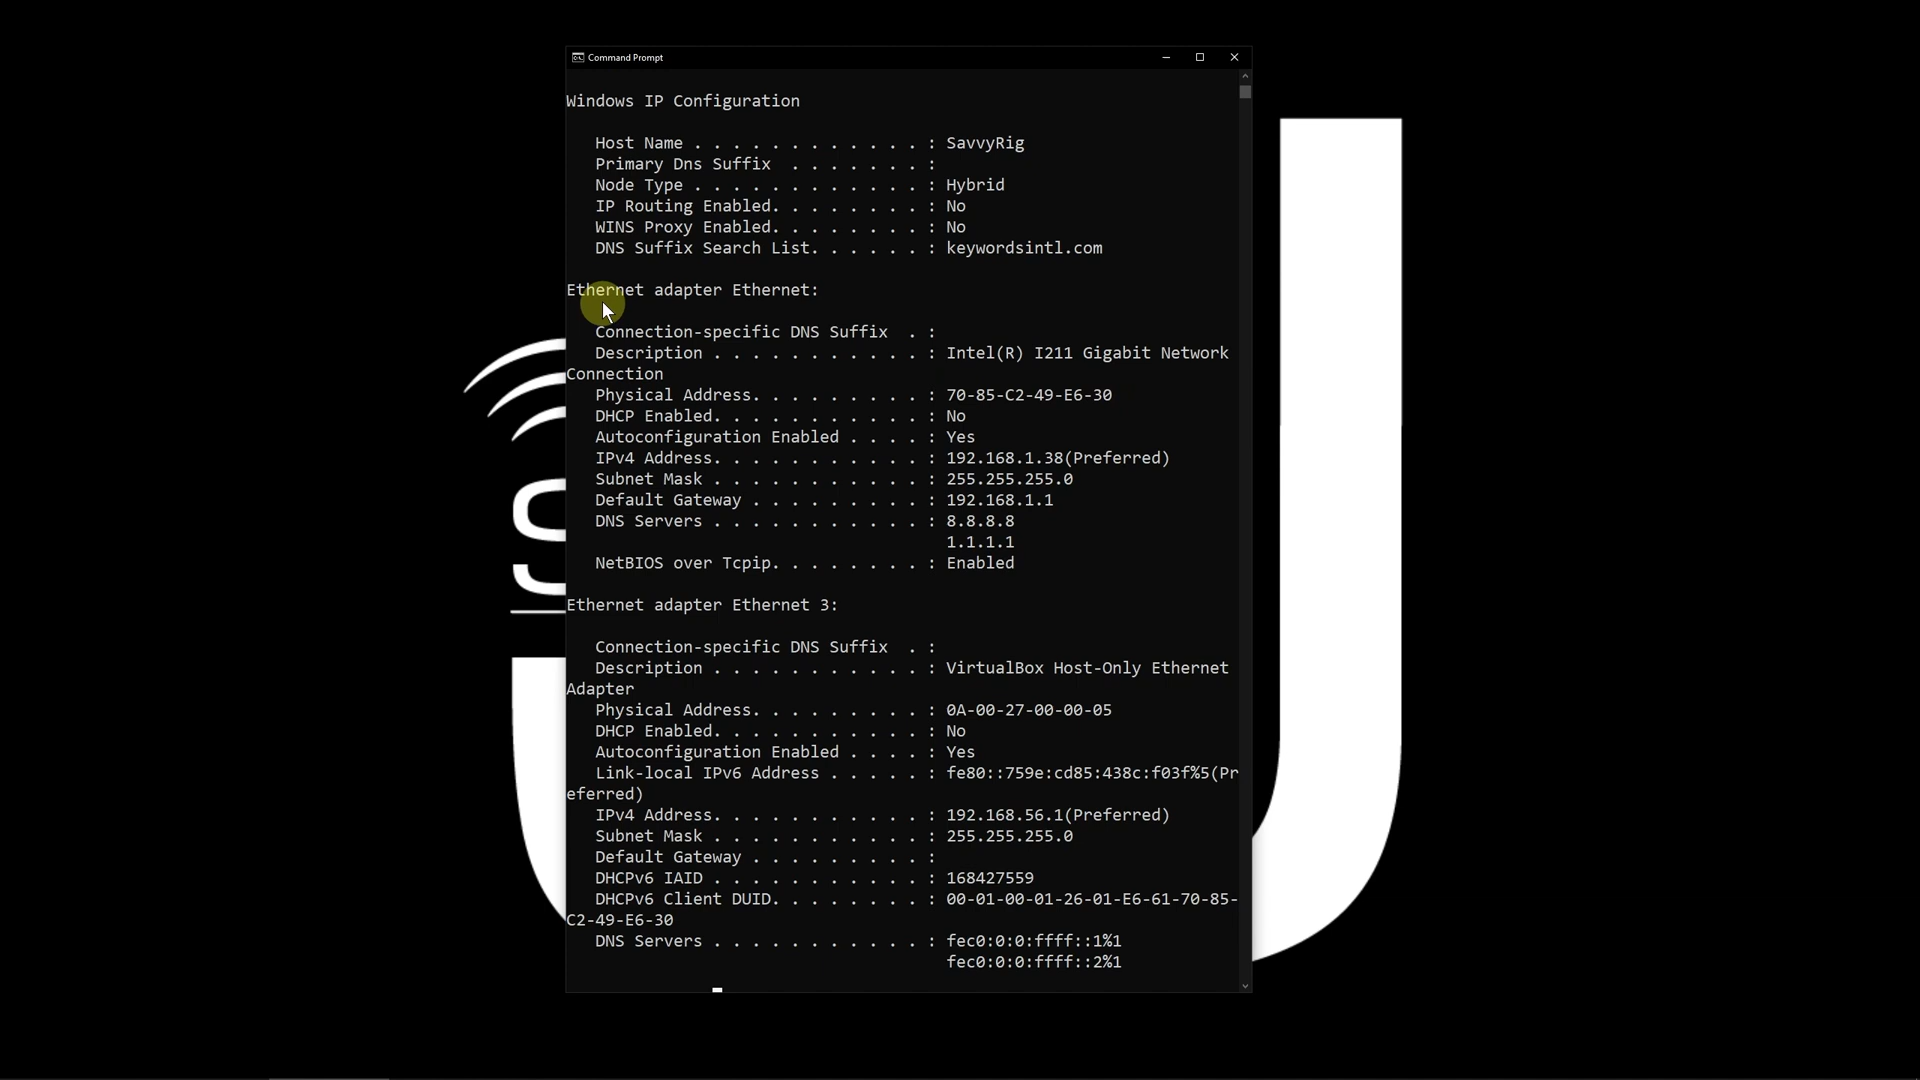 Command Prompt
Windows IP Configuration
Host Name . . . . . . . . . . . . : SavvyRig
Primary Dns Suffix  . . . . . . . :
Node Type . . . . . . . . . . . . : Hybrid
IP Routing Enabled. . . . . . . . : No
WINS Proxy Enabled. . . . . . . . : No
DNS Suffix Search List. . . . . . : keywordsintl.com
Ethernet adapter Ethernet:
Connection-specific DNS Suffix  . :
Description . . . . . . . . . . . : Intel(R) I211 Gigabit Network
Connection
Physical Address. . . . . . . . . : 70-85-C2-49-E6-30
DHCP Enabled. . . . . . . . . . . : No
Autoconfiguration Enabled . . . . : Yes
IPv4 Address. . . . . . . . . . . : 192.168.1.38(Preferred)
Subnet Mask . . . . . . . . . . . : 255.255.255.0
Default Gateway . . . . . . . . . : 192.168.1.1
DNS Servers . . . . . . . . . . . : 8.8.8.8
1.1.1.1
NetBIOS over Tcpip. . . . . . . . : Enabled
Ethernet adapter Ethernet 3:
Connection-specific DNS Suffix  . :
Description . . . . . . . . . . . : VirtualBox Host-Only Ethernet
Adapter
Physical Address. . . . . . . . . : 0A-00-27-00-00-05
DHCP Enabled. . . . . . . . . . . : No
Autoconfiguration Enabled . . . . : Yes
Link-local IPv6 Address . . . . . : fe80::759e:cd85:438c:f03f%5(Pr
eferred)
IPv4 Address. . . . . . . . . . . : 192.168.56.1(Preferred)
Subnet Mask . . . . . . . . . . . : 255.255.255.0
Default Gateway . . . . . . . . . :
DHCPv6 IAID . . . . . . . . . . . : 168427559
DHCPv6 Client DUID. . . . . . . . : 00-01-00-01-26-01-E6-61-70-85-
C2-49-E6-30
DNS Servers . . . . . . . . . . . : fec0:0:0:ffff::1%1
fec0:0:0:ffff::2%1